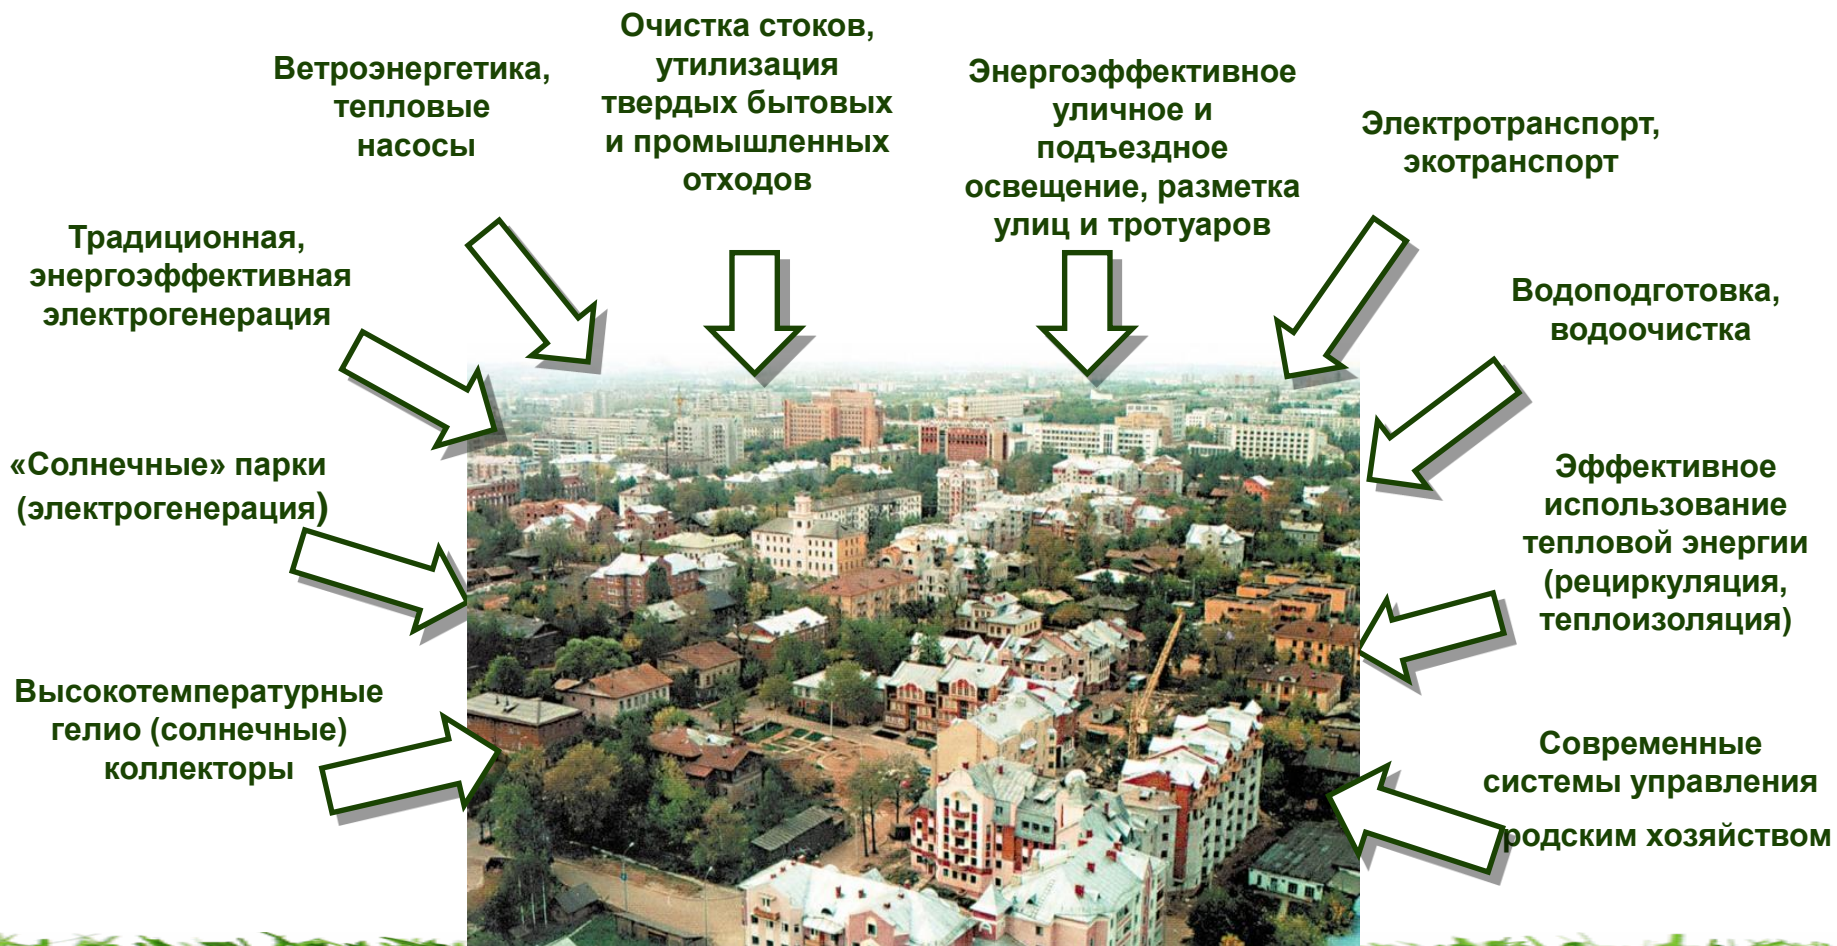 Очистка стоков,
утилизация
твердых бытовых
и промышленных
отходов
Ветроэнергетика,
тепловые
насосы
Энергоэффективное
уличное и
подъездное
освещение, разметка
улиц и тротуаров
Электротранспорт,
экотранспорт
Традиционная,
энергоэффективная
электрогенерация
Водоподготовка,
водоочистка
«Солнечные» парки
(электрогенерация)
Эффективное
использование
тепловой энергии
(рециркуляция,
теплоизоляция)
Высокотемпературные
гелио (солнечные)
коллекторы
Современные
системы управления
родским хозяйством